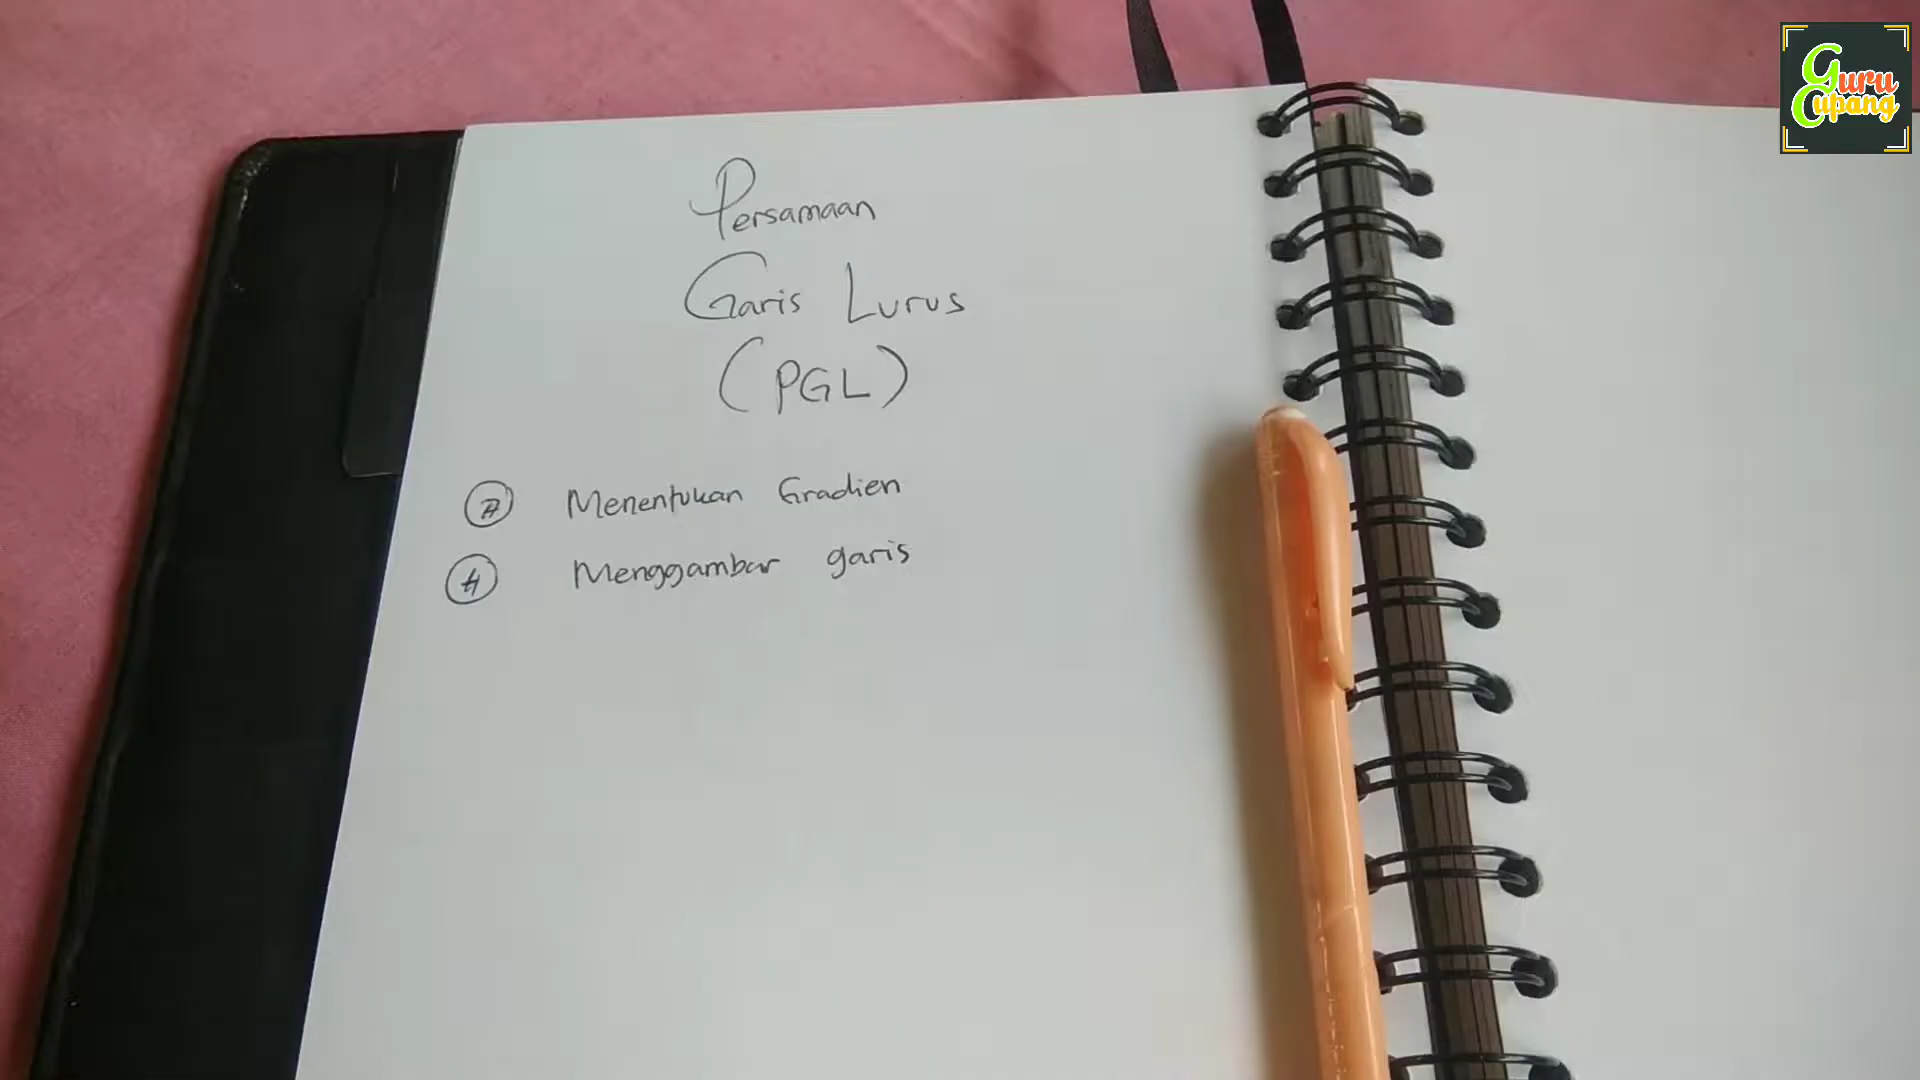 Persamaan
Garis Lurus
(PGL)
# Menentukan Gradien
# Menggambar garis
Guru
Cupang